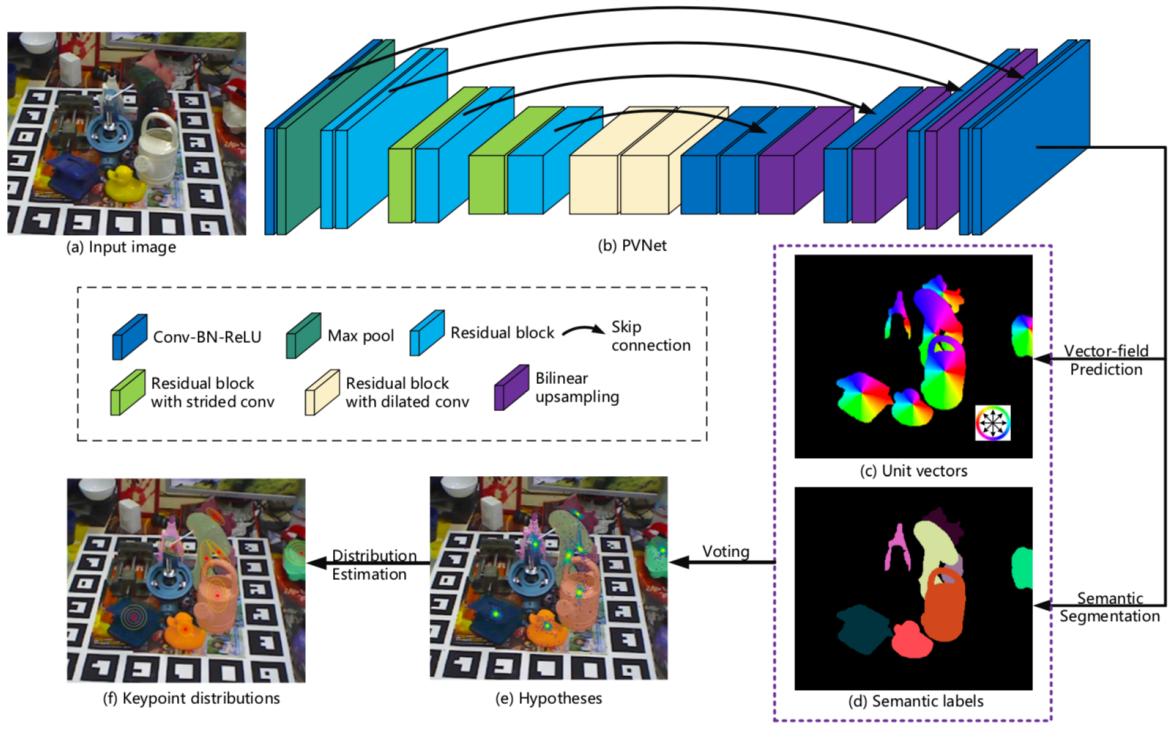 (a) Input image
(b) PVNet
Conv-BN-ReLU
Max pool
Residual block
Skip
connection
Residual block
with strided conv
Residual block
with dilated conv
Bilinear
upsampling
Vector-field
Prediction
(c) Unit vectors
Distribution
Estimation
Voting
Semantic
Segmentation
(f) Keypoint distributions
(e) Hypotheses
(d) Semantic labels